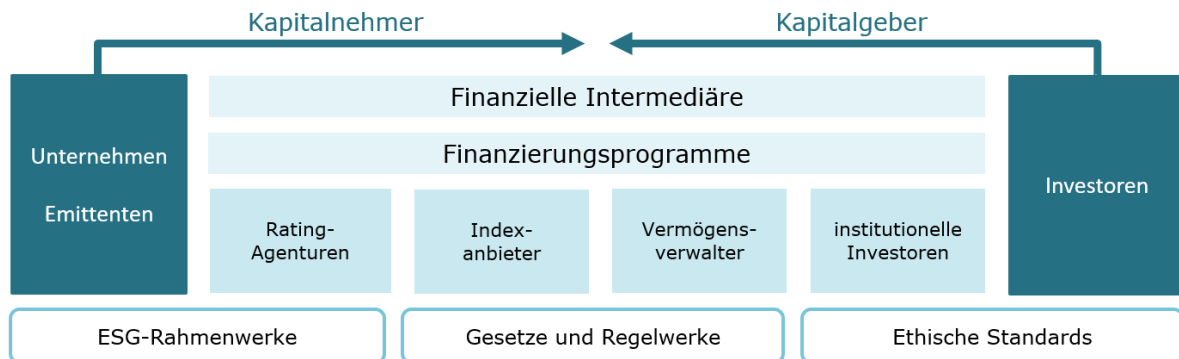 Kapitalnehmer
Kapitalgeber
Unternehmen
Emittenten
Finanzielle Intermediäre
Finanzierungsprogramme
Rating-
Agenturen
Index-
anbieter
Vermögens-
verwalter
institutionelle
Investoren
Investoren
ESG-Rahmenwerke
Gesetze und Regelwerke
Ethische Standards